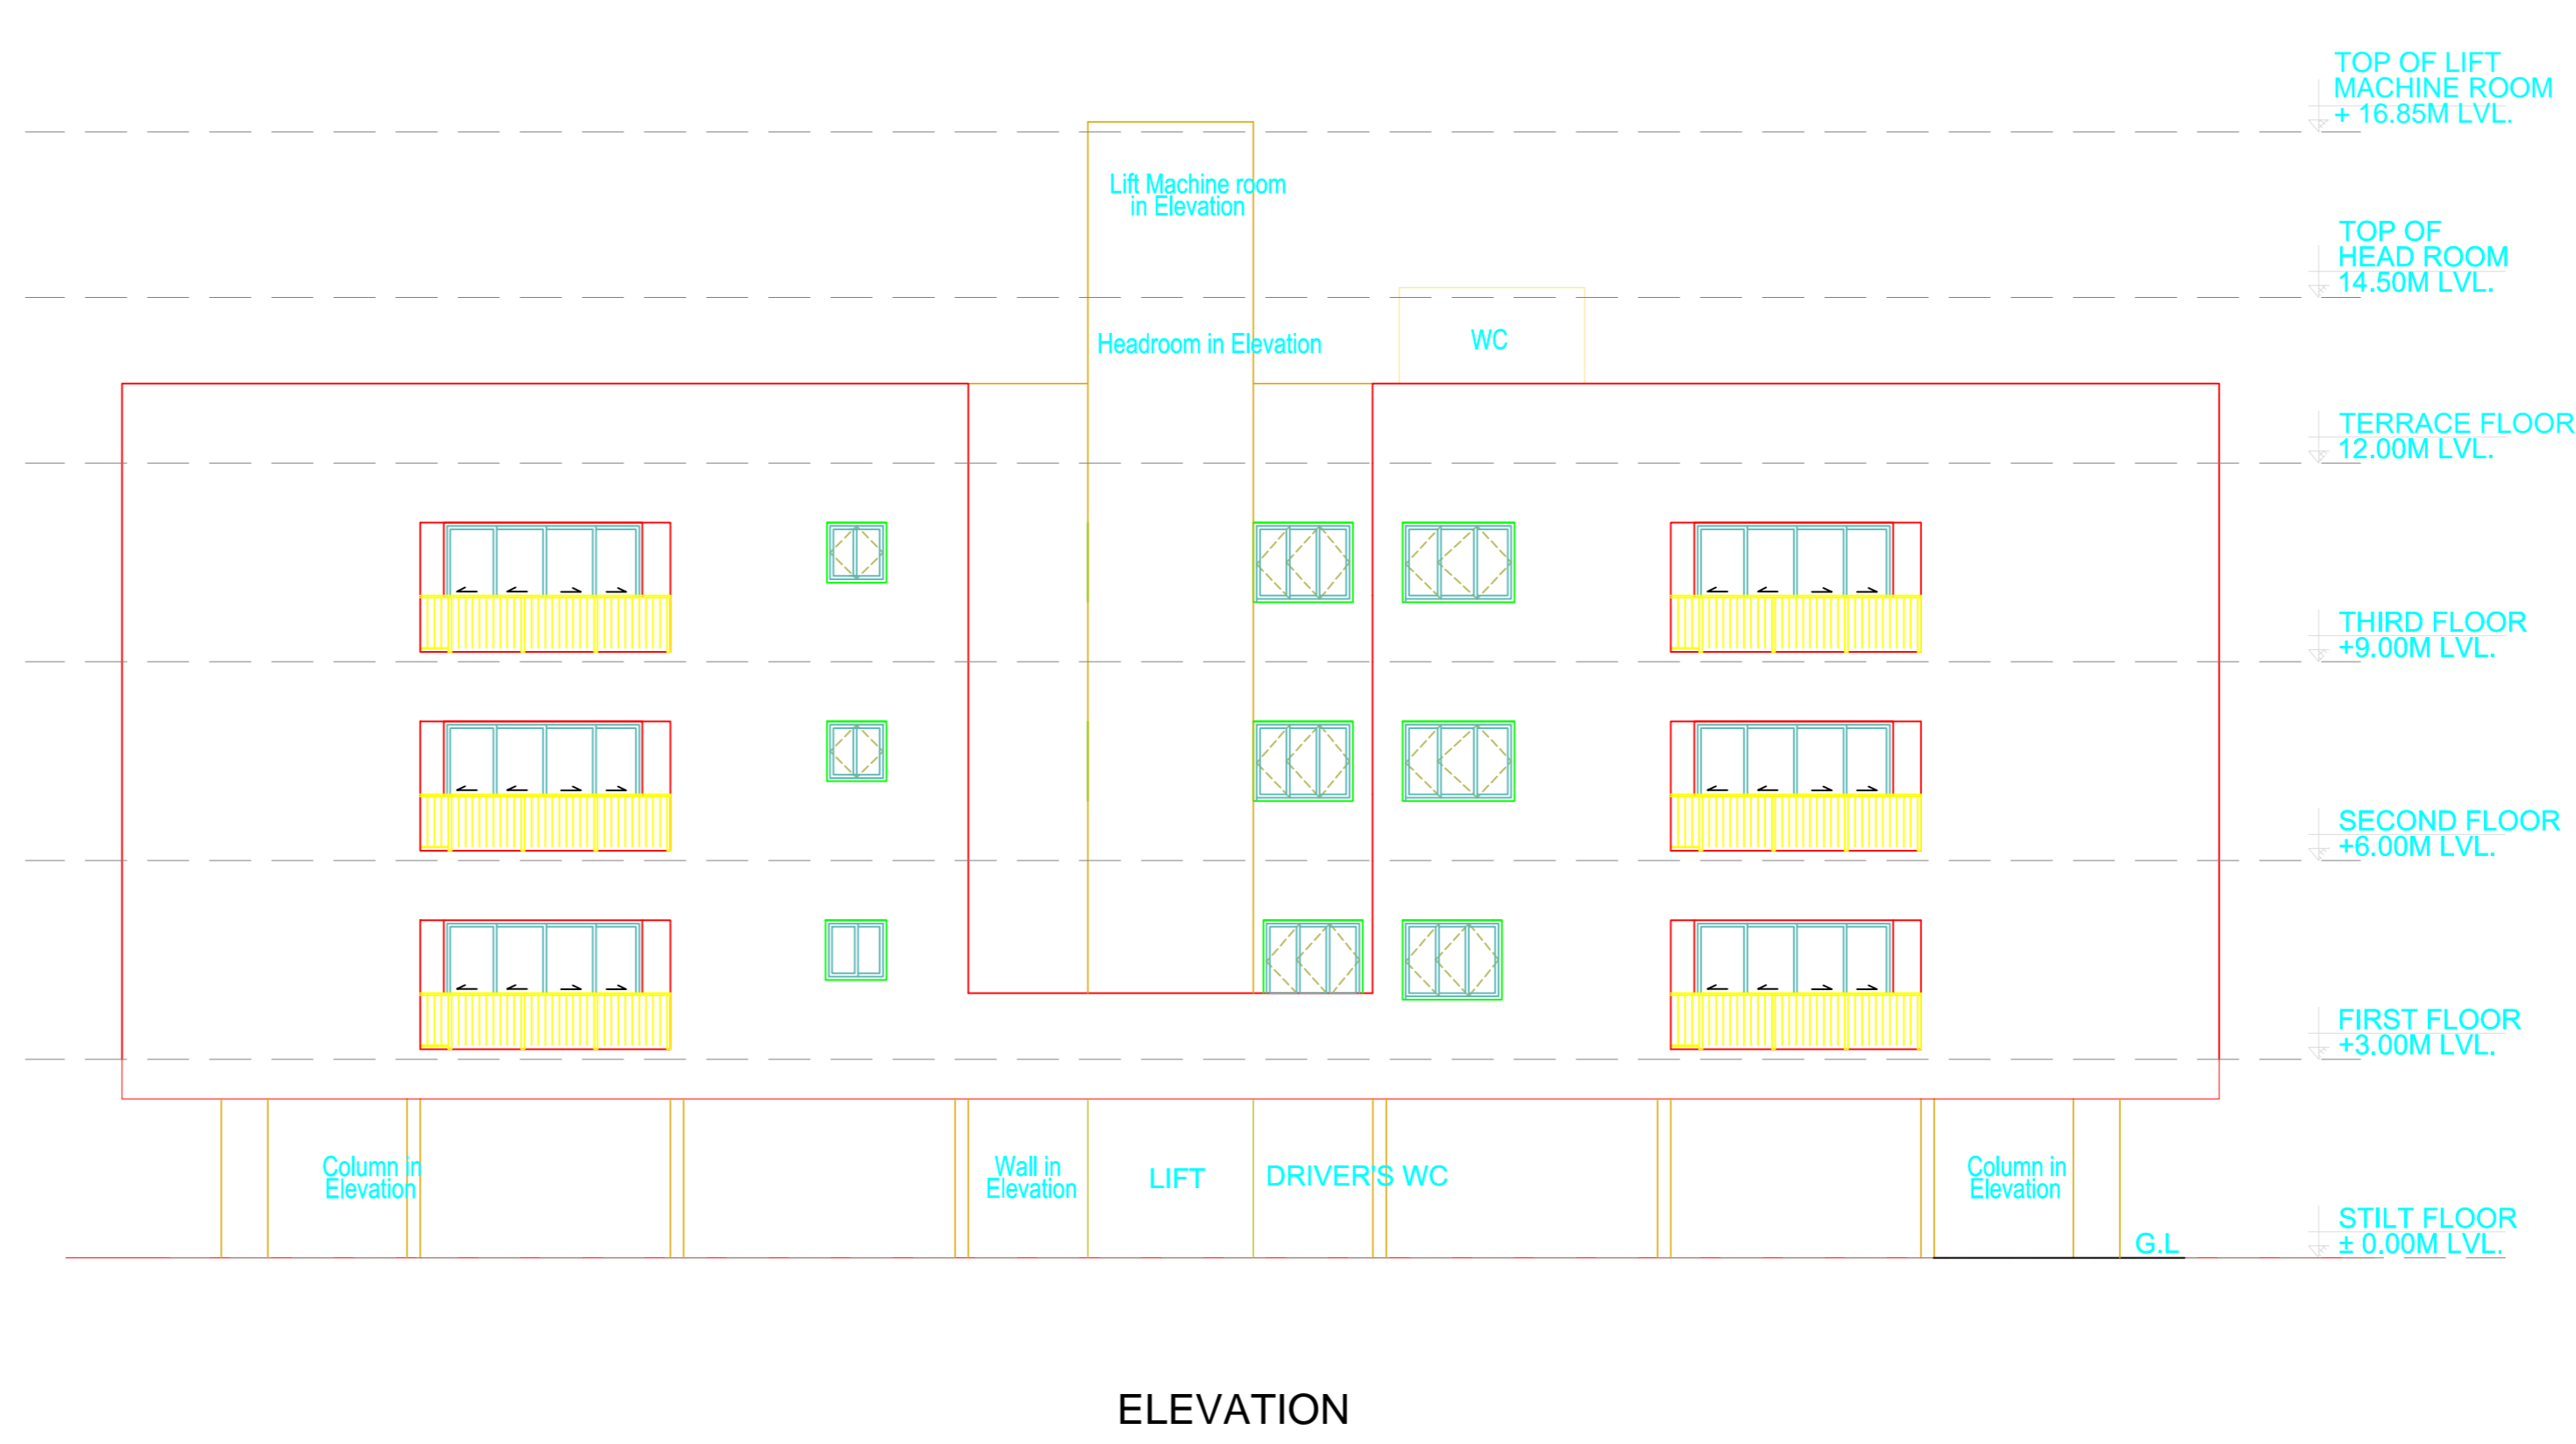 TOP OF LIFT
MACHINE ROOM
+ 16.85M LVL.
Lift Machine room
in Elevation
TOP OF
HEAD ROOM
14.50M LVL.
Headroom in Elevation
WC
TERRACE FLOOR
12.00M LVL.
THIRD FLOOR
+9.00M LVL.
SECOND FLOOR
+6.00M LVL.
FIRST FLOOR
+3.00M LVL.
Column in
Elevation
Wall in
Elevation
LIFT
DRIVER'S WC
Column in
Elevation
G.L
STILT FLOOR
± 0.00M LVL.
ELEVATION